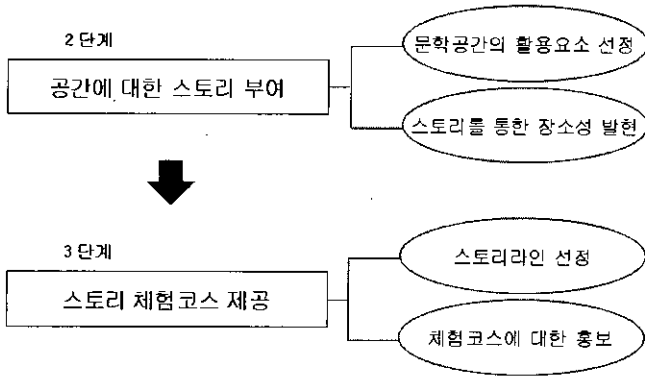 2 단계
공간에 대한 스토리 부여
문학공간의 활용요소 선정
스토리를 통한 장소성 발현
3 단계
스토리 체험코스 제공
스토리라인 선정
체험코스에 대한 홍보